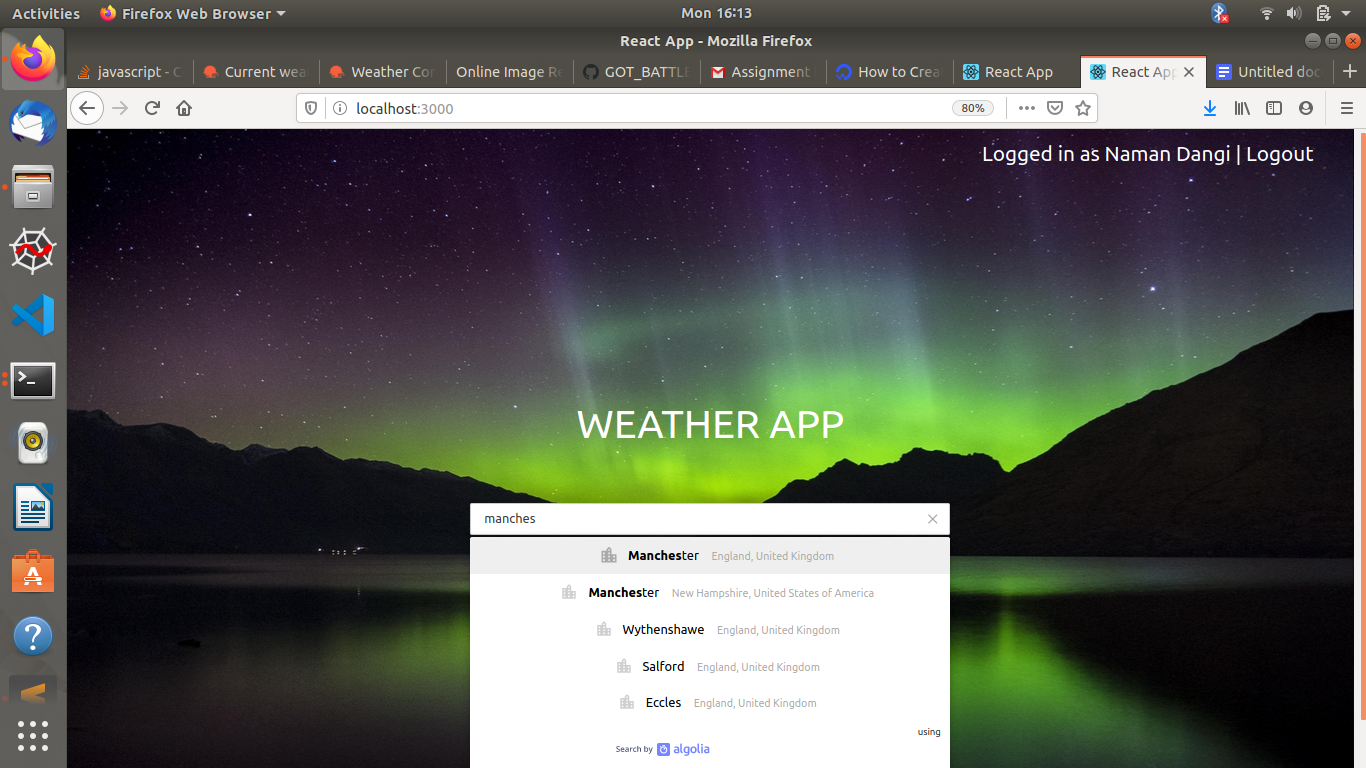 Activities Firefox Web Browser Mon 16:13
React App - Mozilla Firefox
javascript - C Current wea Weather Con Online Image Re GOT_BATTLE Assignment How to Crea React App React App Untitled doc
localhost:3000 80%
Logged in as Naman Dangi | Logout
WEATHER APP
manches
Manchester England, United Kingdom
Manchester New Hampshire, United States of America
Wythenshawe England, United Kingdom
Salford England, United Kingdom
Eccles England, United Kingdom
using
Search by algolia